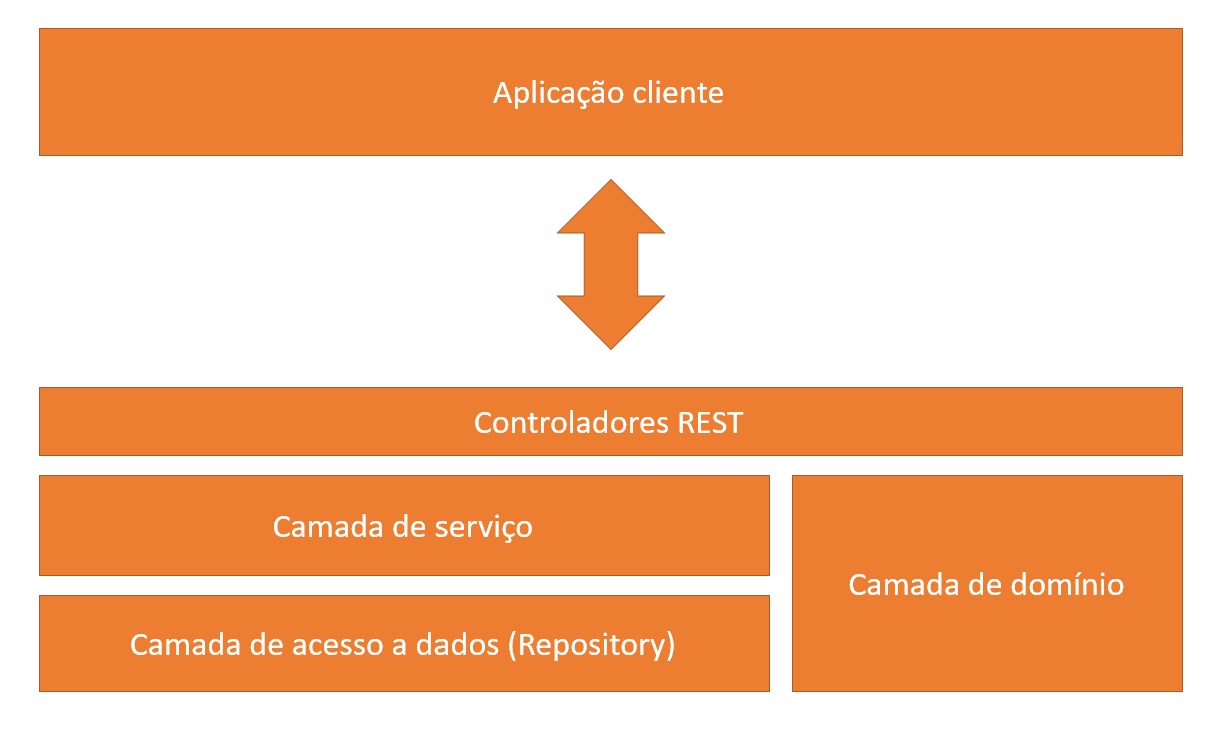 Aplicação cliente
Controladores REST
Camada de serviço
Camada de domínio
Camada de acesso a dados (Repository)